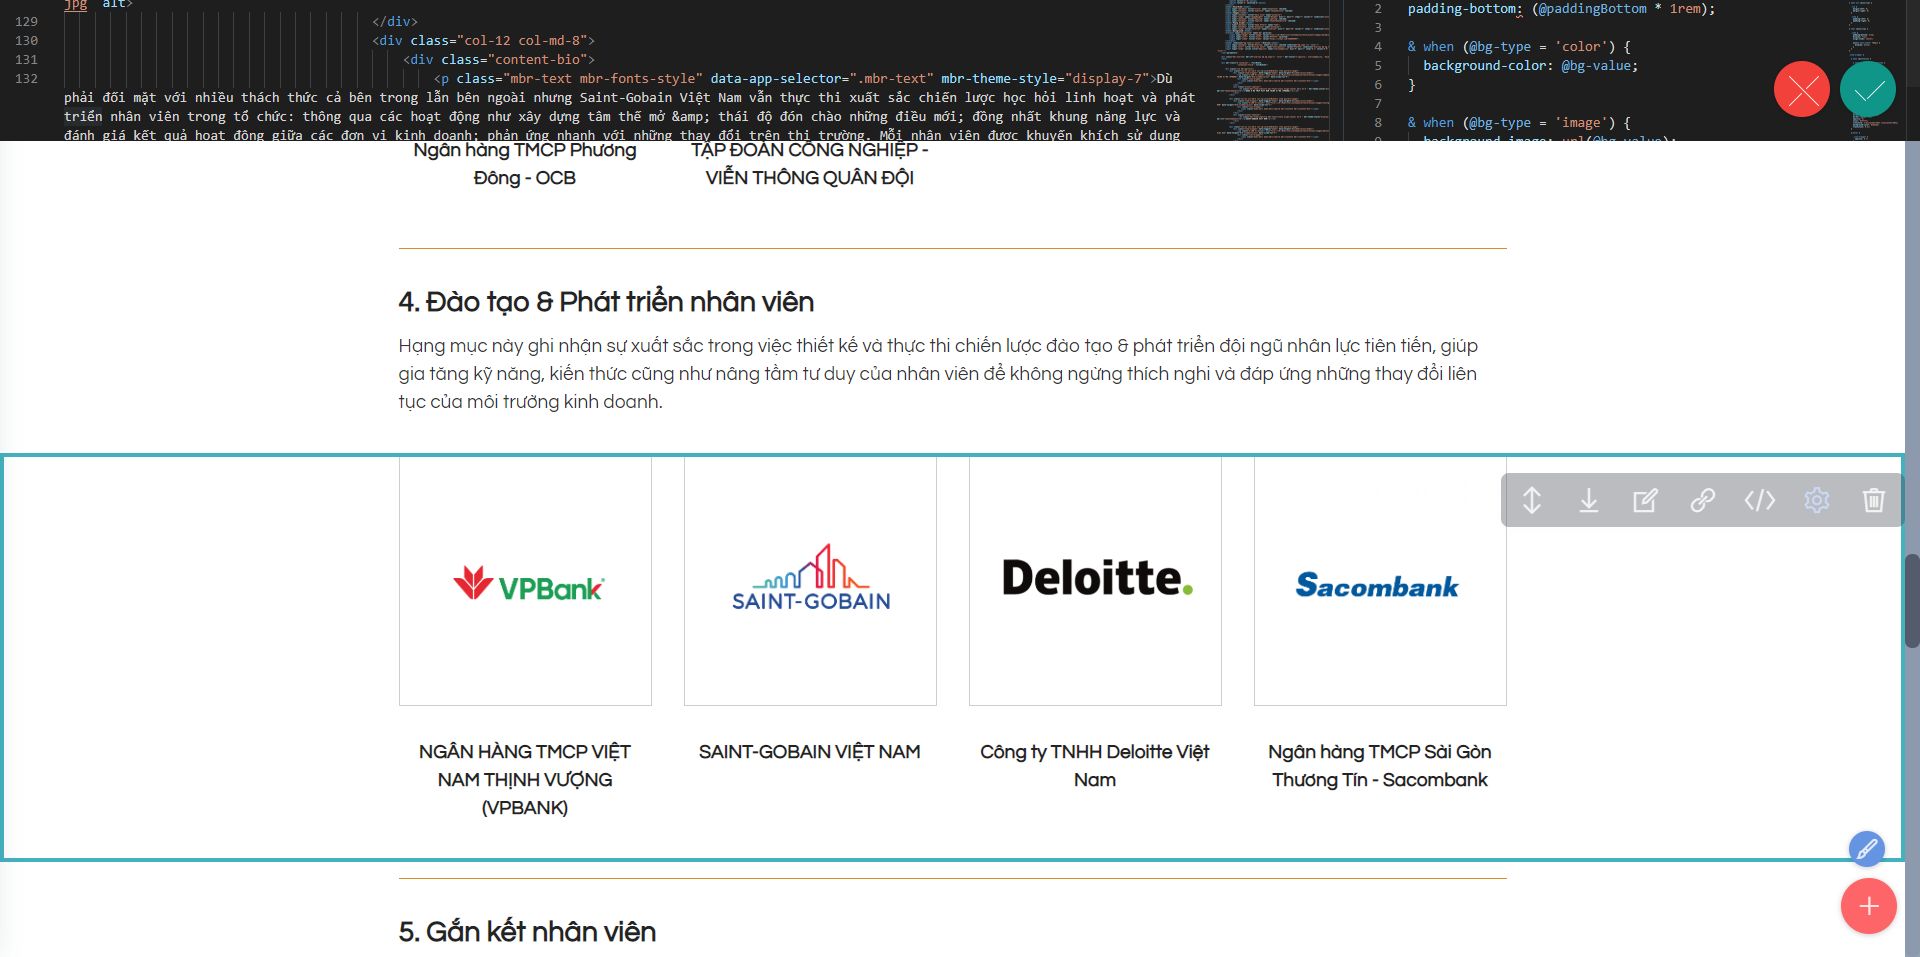 jpg" alt>
129 </div>
130 <div class="col-12 col-md-8">
131 <div class="content-bio">
132 <p class="mbr-text mbr-fonts-style" data-app-selector=".mbr-text" mbr-theme-style="display-7">Dù
phải đối mặt với nhiều thách thức cả bên trong lẫn bên ngoài nhưng Saint-Gobain Việt Nam vẫn thực thi xuất sắc chiến lược học hỏi linh hoạt và phát
triển nhân viên trong tổ chức: thông qua các hoạt động như xây dựng tâm thế mở &amp; thái độ đón chào những điều mới; đồng nhất khung năng lực và
đánh giá kết quả hoạt động giữa các đơn vị kinh doanh; phản ứng nhanh với những thay đổi trên thị trường. Mỗi nhân viên được khuyến khích sử dụng
2 padding-bottom: (@paddingBottom * 1rem);
3
4 & when (@bg-type = 'color') {
5 background-color: @bg-value;
6 }
7
8 & when (@bg-type = 'image') {
9 background-image: url(@bg-value);
Ngân hàng TMCP Phương
Đông - OCB
TẬP ĐOÀN CÔNG NGHIỆP -
VIỄN THÔNG QUÂN ĐỘI
4. Đào tạo & Phát triển nhân viên
Hạng mục này ghi nhận sự xuất sắc trong việc thiết kế và thực thi chiến lược đào tạo & phát triển đội ngũ nhân lực tiên tiến, giúp
gia tăng kỹ năng, kiến thức cũng như nâng tầm tư duy của nhân viên để không ngừng thích nghi và đáp ứng những thay đổi liên
tục của môi trường kinh doanh.
VPBank
SAINT-GOBAIN
Deloitte.
Sacombank
NGÂN HÀNG TMCP VIỆT
NAM THỊNH VƯỢNG
(VPBANK)
SAINT-GOBAIN VIỆT NAM
Công ty TNHH Deloitte Việt
Nam
Ngân hàng TMCP Sài Gòn
Thương Tín - Sacombank
5. Gắn kết nhân viên